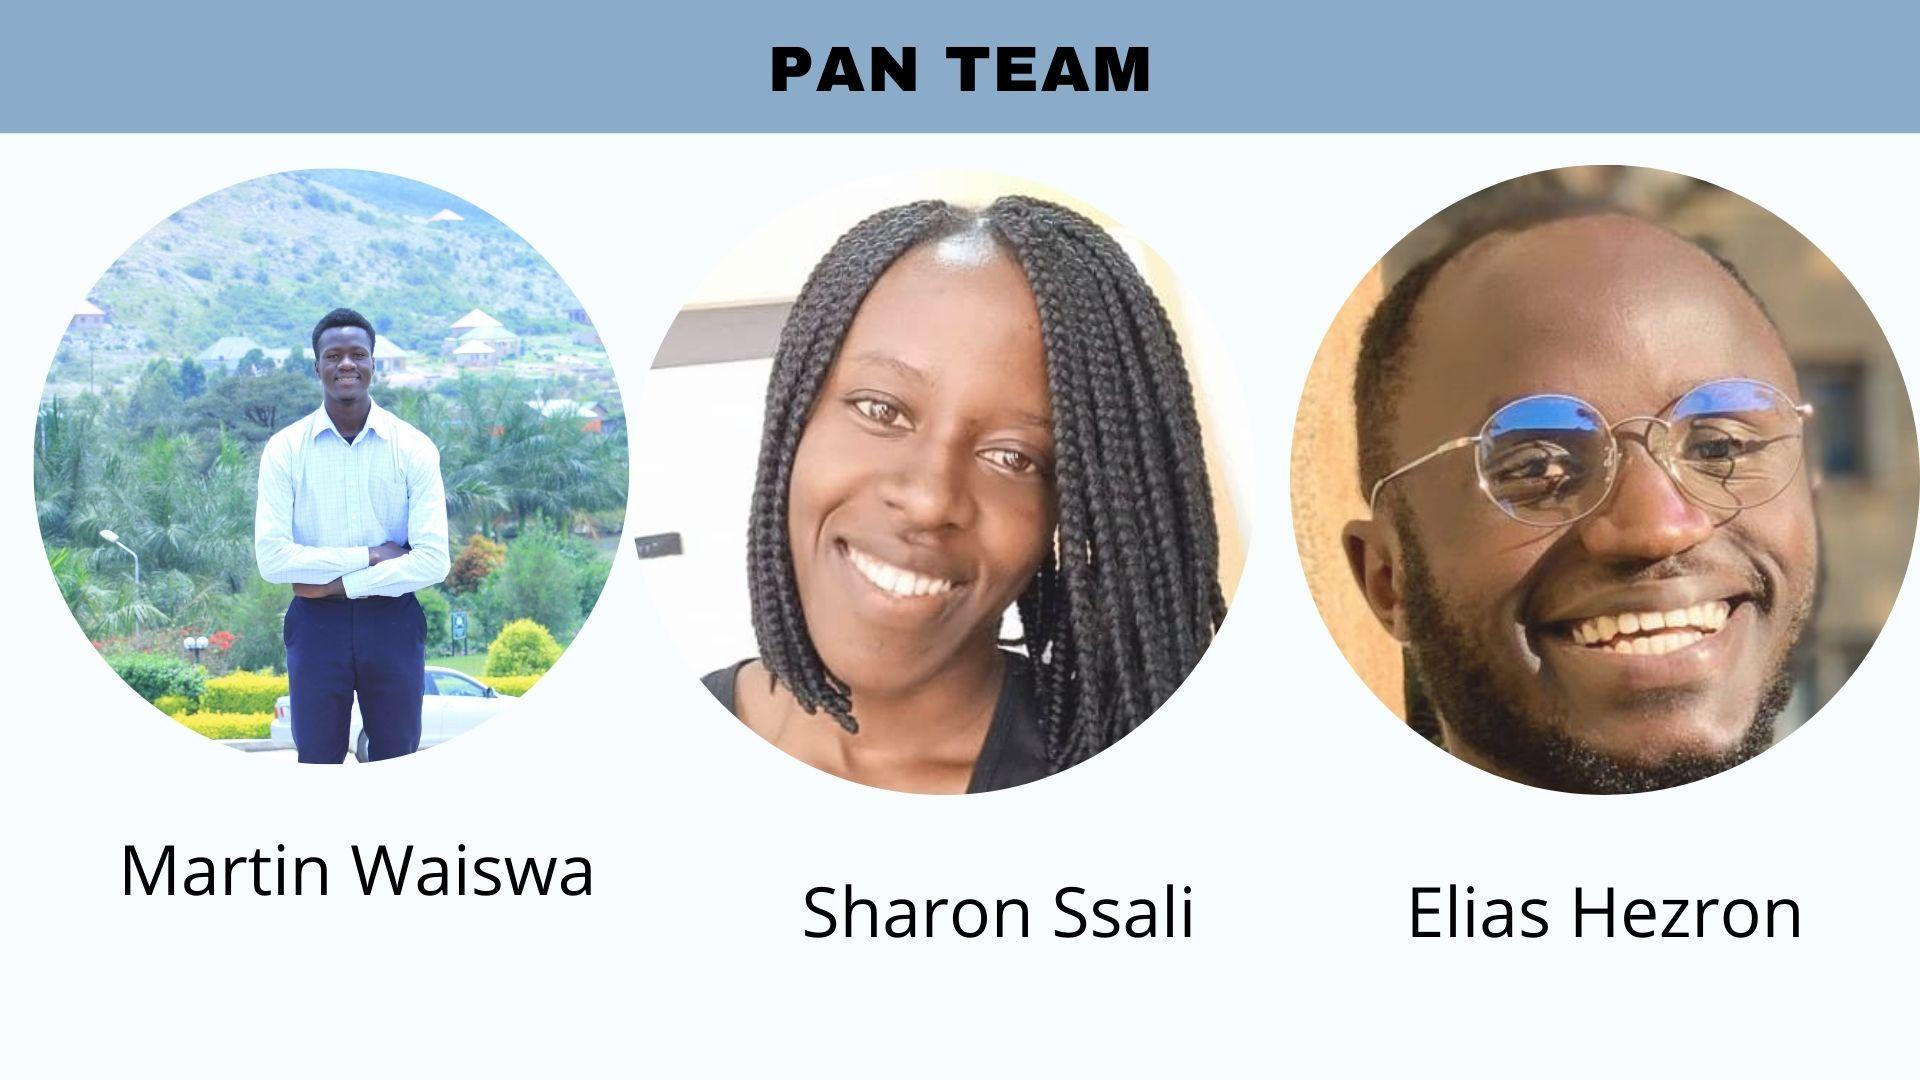 PAN TEAM
Martin Waiswa
Sharon Ssali
Elias Hezron